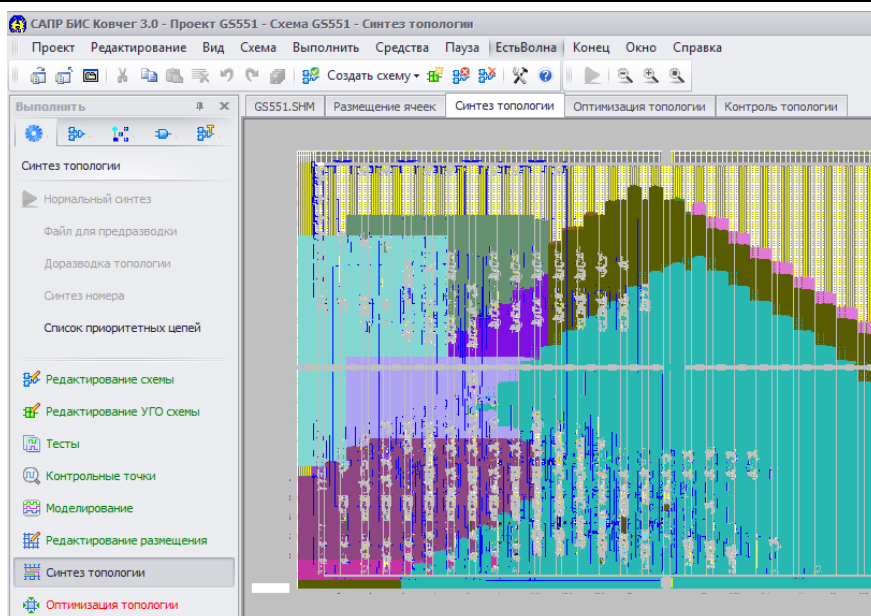 САПР БИС Ковчег 3.0 - Проект GS551 - Схема GS551 - Синтез топологии
Проект Редактирование Вид Схема Выполнить Средства Пауза ЕстьВолна Конец Окно Справка
Создать схему
Выполнить
GS551.SHM Размещение ячеек Синтез топологии Оптимизация топологии Контроль топологии
Синтез топологии
Нормальный синтез
Файл для предразводки
Доразводка топологии
Синтез номера
Список приоритетных цепей
Редактирование схемы
Редактирование УГО схемы
Тесты
Контрольные точки
Моделирование
Редактирование размещения
Синтез топологии
Оптимизация топологии